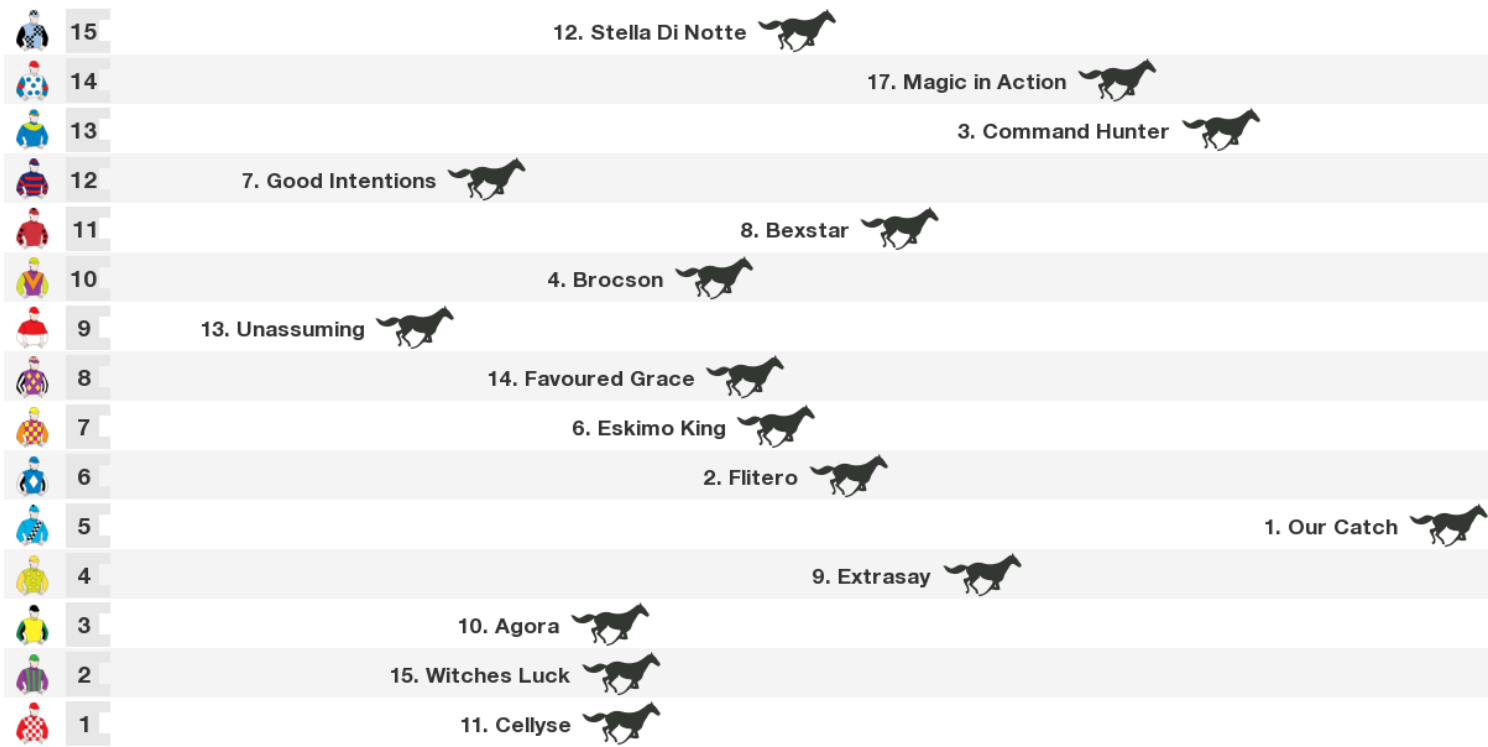 15 12. Stella Di Notte
14 17. Magic in Action
13 3. Command Hunter
12 7. Good Intentions
11 8. Bexstar
10 4. Brocson
9 13. Unassuming
8 14. Favoured Grace
7 6. Eskimo King
6 2. Flitero
5 1. Our Catch
4 9. Extrasay
3 10. Agora
2 15. Witches Luck
1 11. Cellyse